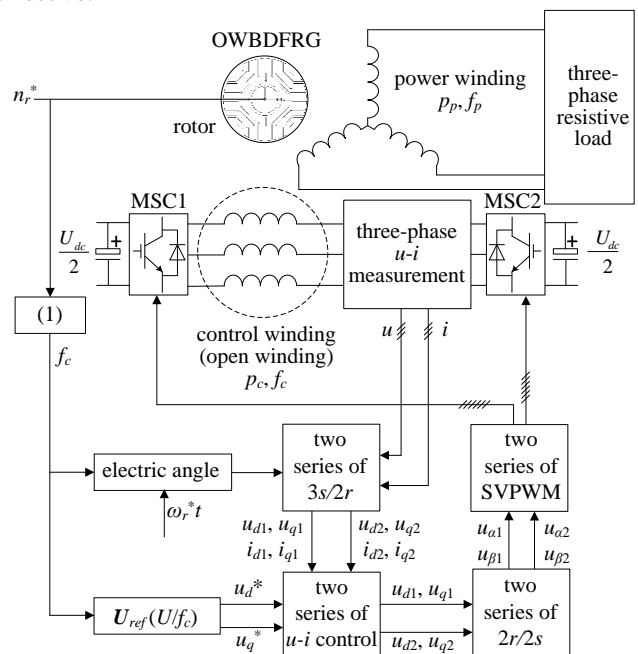 OWBDFRG
n_r*
rotor
power winding
p_p, f_p
three-
phase
resistive
load
MSC1
MSC2
U_dc
2
+
three-phase
u-i
measurement
+
U_dc
2
(1)
f_c
control winding
(open winding)
p_c, f_c
u
i
electric angle
ω_r*t
two
series of
3s/2r
two
series of
SVPWM
u_d1, u_q1
i_d1, i_q1
u_d2, u_q2
i_d2, i_q2
u_α1
u_β1
u_α2
u_β2
U_ref(U/f_c)
u_d*
u_q*
two
series of
u-i control
u_d1, u_q1
u_d2, u_q2
two
series of
2r/2s